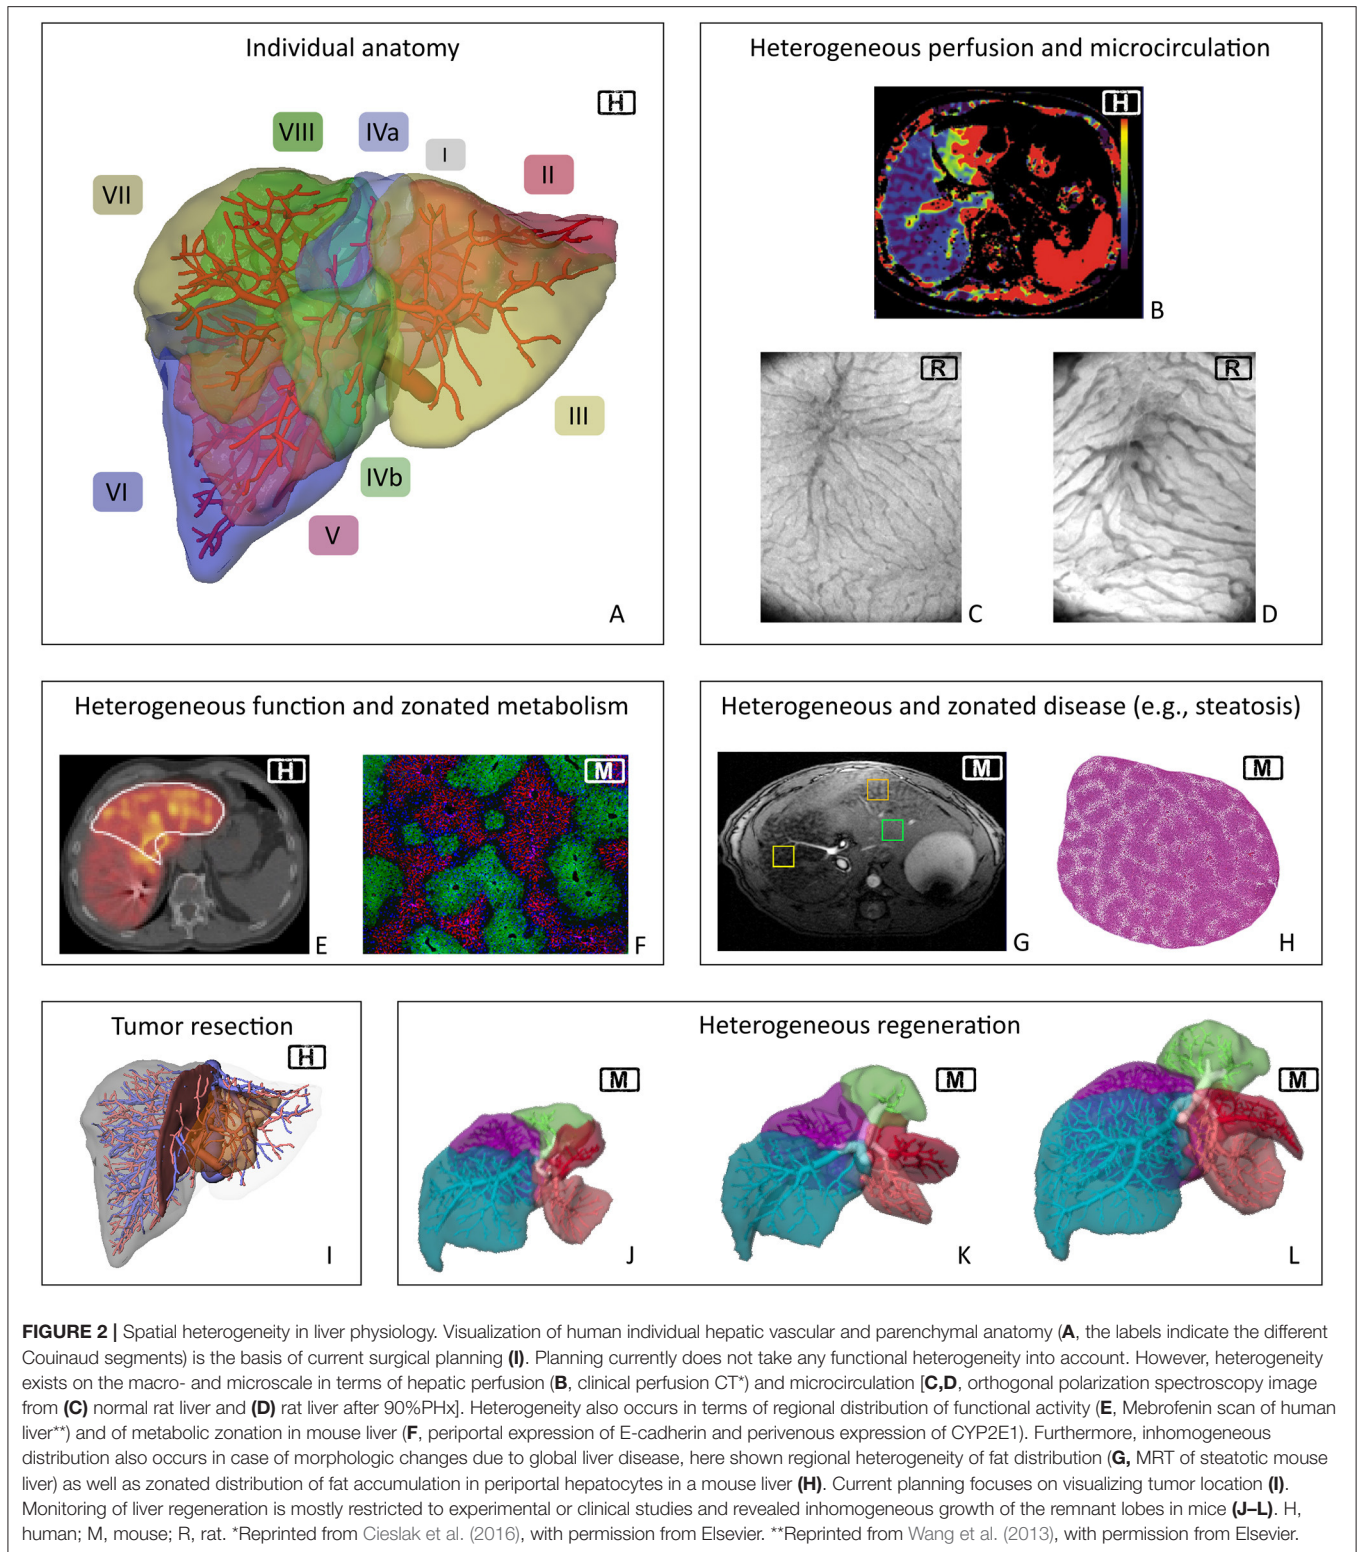 Individual anatomy
H
VIII
IVa
I
II
VII
III
IVb
VI
V
A
Heterogeneous perfusion and microcirculation
H
B
R
R
C
D
Heterogeneous function and zonated metabolism
H
M
E
F
Heterogeneous and zonated disease (e.g., steatosis)
M
M
G
H
Tumor resection
H
I
Heterogeneous regeneration
M
M
M
J
K
L
FIGURE 2 | Spatial heterogeneity in liver physiology. Visualization of human individual hepatic vascular and parenchymal anatomy (A, the labels indicate the different
Couinaud segments) is the basis of current surgical planning (I). Planning currently does not take any functional heterogeneity into account. However, heterogeneity
exists on the macro- and microscale in terms of hepatic perfusion (B, clinical perfusion CT*) and microcirculation [C,D, orthogonal polarization spectroscopy image
from (C) normal rat liver and (D) rat liver after 90%PHx]. Heterogeneity also occurs in terms of regional distribution of functional activity (E, Mebrofenin scan of human
liver**) and of metabolic zonation in mouse liver (F, periportal expression of E-cadherin and perivenous expression of CYP2E1). Furthermore, inhomogeneous
distribution also occurs in case of morphologic changes due to global liver disease, here shown regional heterogeneity of fat distribution (G, MRT of steatotic mouse
liver) as well as zonated distribution of fat accumulation in periportal hepatocytes in a mouse liver (H). Current planning focuses on visualizing tumor location (I).
Monitoring of liver regeneration is mostly restricted to experimental or clinical studies and revealed inhomogeneous growth of the remnant lobes in mice (J–L). H,
human; M, mouse; R, rat. *Reprinted from Cieslak et al. (2016), with permission from Elsevier. **Reprinted from Wang et al. (2013), with permission from Elsevier.